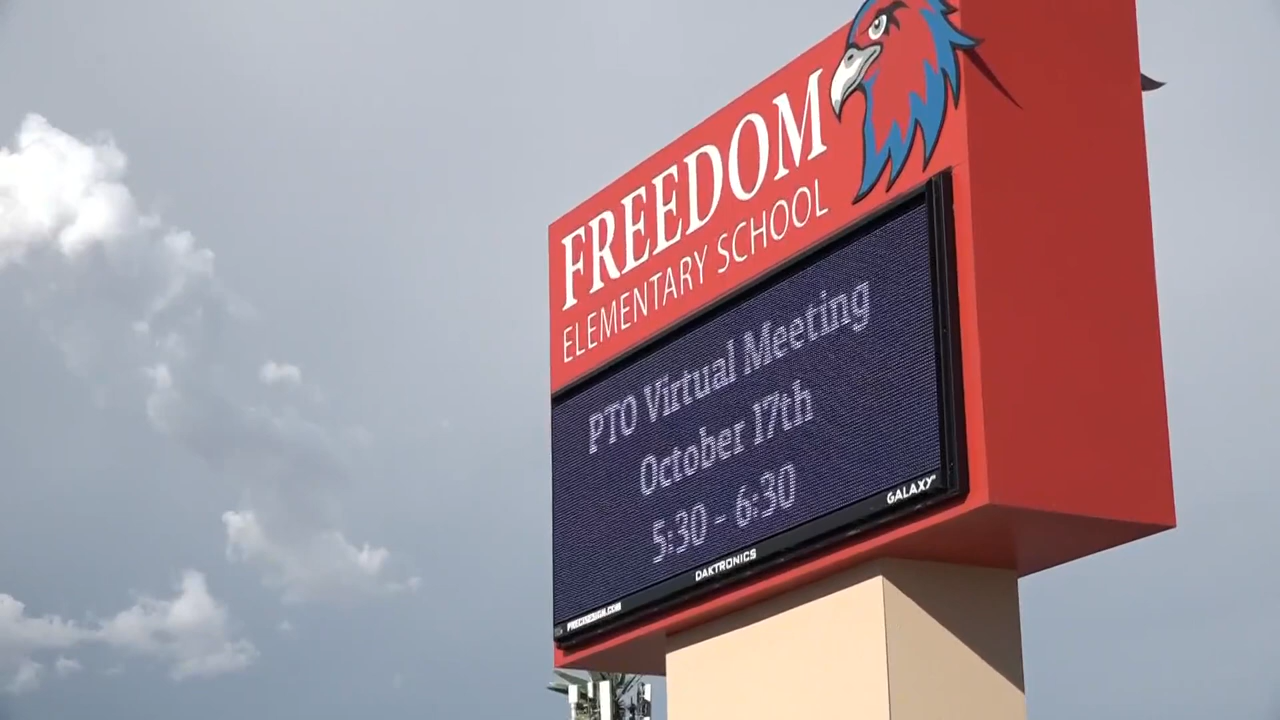 FREEDOM
ELEMENTARY SCHOOL
PTO Virtual Meeting
October 17th
5:30 - 6:30
GALAXY
DAKTRONICS